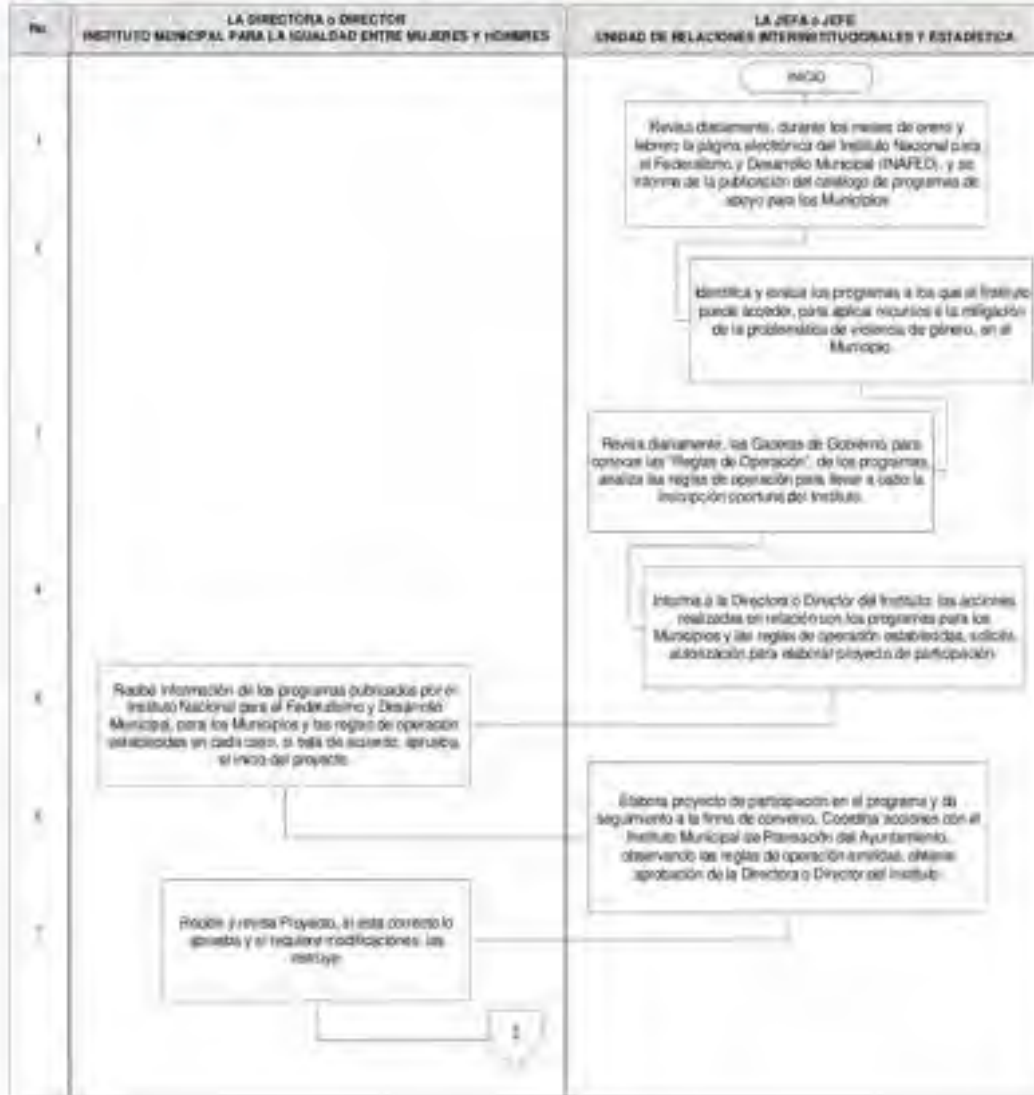 No.
LA DIRECTORA o DIRECTOR
INSTITUTO MUNICIPAL PARA LA IGUALDAD ENTRE MUJERES Y HOMBRES
LA JEFA o JEFE
UNIDAD DE RELACIONES INTERINSTITUCIONALES Y ESTADÍSTICA
INICIO
1
Revisa diariamente, durante los meses de enero y
febrero la página electrónica del Instituto Nacional para
el Federalismo y Desarrollo Municipal (INAFED), y se
informa de la publicación del catálogo de programas de
apoyo para los Municipios
2
Identifica y evalúa los programas a los que el Instituto
puede acceder, para aplicar recursos a la mitigación
de la problemática de violencia de género, en el
Municipio.
3
Revisa diariamente, las Gacetas de Gobierno, para
conocer las "Reglas de Operación", de los programas,
analiza las reglas de operación para llevar a cabo la
inscripción oportuna del Instituto.
4
Informa a la Directora o Director del Instituto, las acciones
realizadas en relación con los programas para los
Municipios y las reglas de operación establecidas, solicita
autorización para elaborar proyecto de participación
5
Recibe información de los programas publicados por el
Instituto Nacional para el Federalismo y Desarrollo
Municipal, para los Municipios y las reglas de operación
establecidas en cada caso, si está de acuerdo, aprueba
el inicio del proyecto
6
Elabora proyecto de participación en el programa y da
seguimiento a la firma de convenio. Coordina acciones con el
Instituto Municipal de Planeación del Ayuntamiento,
observando las reglas de operación emitidas, obtiene
aprobación de la Directora o Director del Instituto
7
Recibe y revisa Proyecto, si está correcto lo
aprueba y si requiere modificaciones, las
instruye